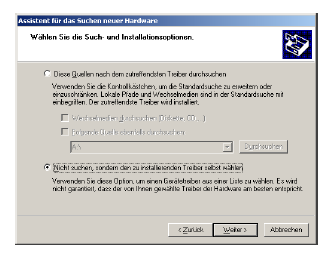 Assistent für das Suchen neuer Hardware
Wählen Sie die Such- und Installationsoptionen.
Diese Quellen nach dem zutreffendsten Treiber durchsuchen
Verwenden Sie die Kontrollkästchen, um die Standardsuche zu erweitern oder
einzuschränken. Lokale Pfade und Wechselmedien sind in der Standardsuche mit
einbegriffen. Der zutreffendste Treiber wird installiert.
Wechselmedien durchsuchen (Diskette, CD,...)
Folgende Quelle ebenfalls durchsuchen:
A:\
Durchsuchen
Nicht suchen, sondern den zu installierenden Treiber selbst wählen
Verwenden Sie diese Option, um einen Gerätetreiber aus einer Liste zu wählen. Es wird
nicht garantiert, dass der von Ihnen gewählte Treiber der Hardware am besten entspricht.
< Zurück
Weiter >
Abbrechen